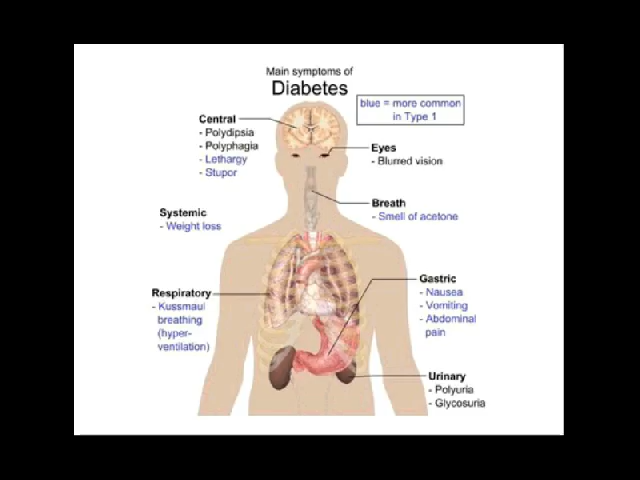 Main symptoms of
Diabetes
blue = more common
in Type 1
Central
- Polydipsia
- Polyphagia
- Lethargy
- Stupor
Eyes
- Blurred vision
Breath
- Smell of acetone
Systemic
- Weight loss
Gastric
- Nausea
- Vomiting
- Abdominal
pain
Respiratory
- Kussmaul
breathing
(hyper-
ventilation)
Urinary
- Polyuria
- Glycosuria